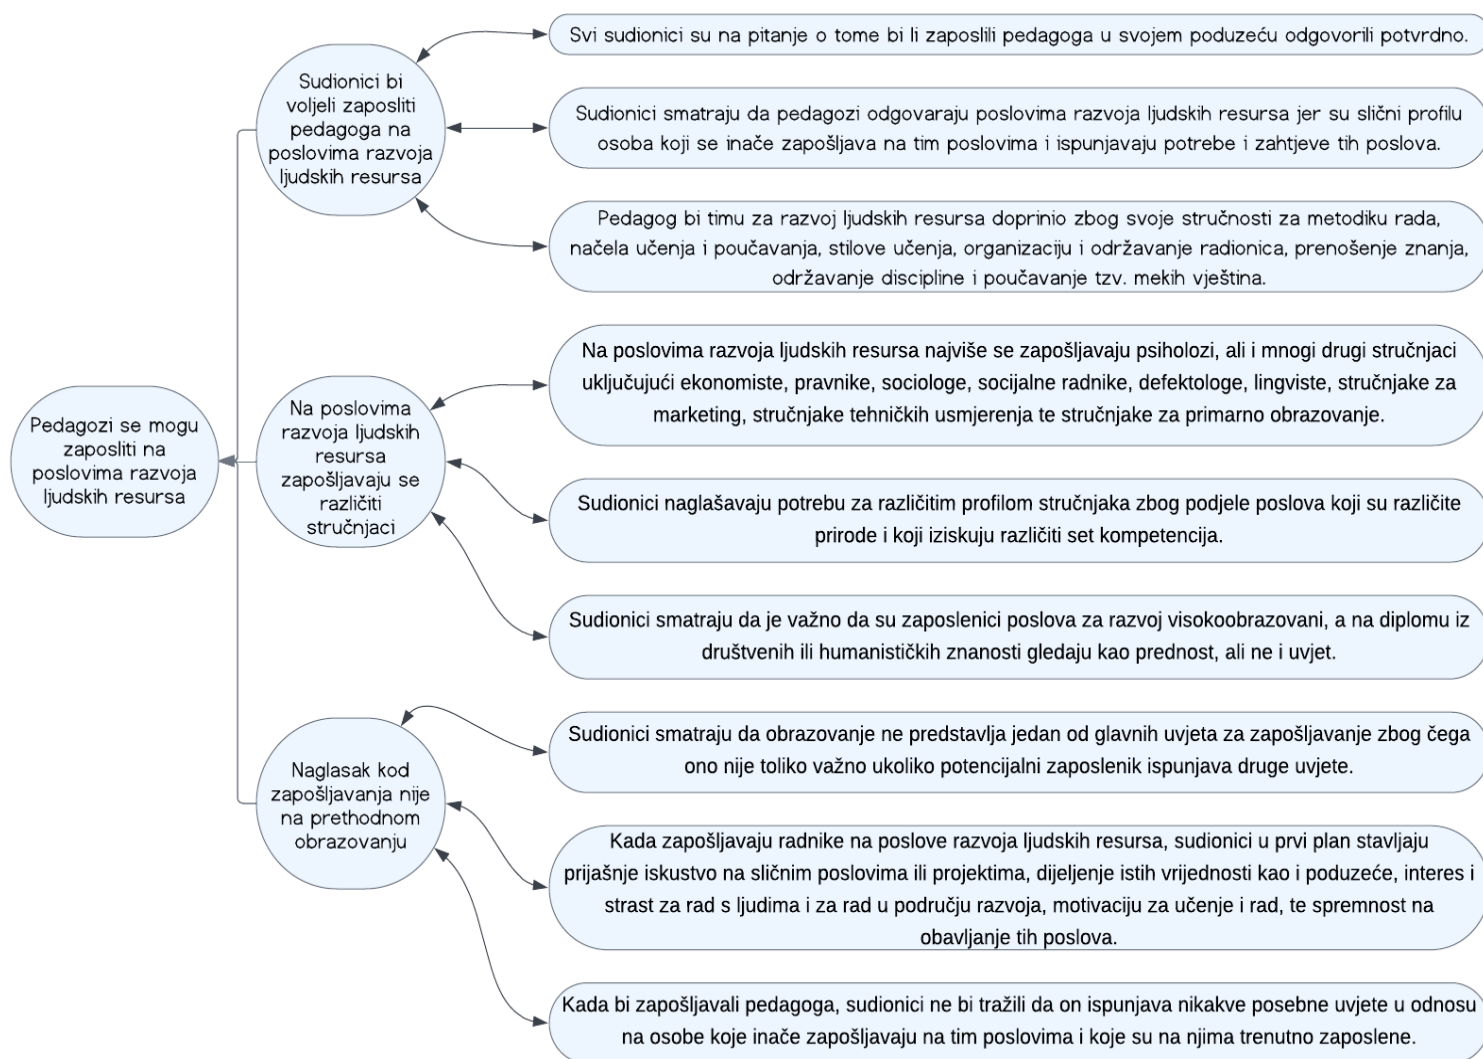 Pedagozi se mogu
zaposliti na
poslovima razvoja
ljudskih resursa
Sudionici bi
voljeli zaposliti
pedagoga na
poslovima razvoja
ljudskih resursa
Svi sudionici su na pitanje o tome bi li zaposlili pedagoga u svojem poduzeću odgovorili potvrdno.
Sudionici smatraju da pedagozi odgovaraju poslovima razvoja ljudskih resursa jer su slični profilu
osoba koji se inače zapošljava na tim poslovima i ispunjavaju potrebe i zahtjeve tih poslova.
Pedagog bi timu za razvoj ljudskih resursa doprinio zbog svoje stručnosti za metodiku rada,
načela učenja i poučavanja, stilove učenja, organizaciju i održavanje radionica, prenošenje znanja,
održavanje discipline i poučavanje tzv. mekih vještina.
Na poslovima
razvoja ljudskih
resursa
zapošljavaju se
različiti
stručnjaci
Na poslovima razvoja ljudskih resursa najviše se zapošljavaju psiholozi, ali i mnogi drugi stručnjaci
uključujući ekonomiste, pravnike, sociologe, socijalne radnike, defektologe, lingviste, stručnjake za
marketing, stručnjake tehničkih usmjerenja te stručnjake za primarno obrazovanje.
Sudionici naglašavaju potrebu za različitim profilom stručnjaka zbog podjele poslova koji su različite
prirode i koji iziskuju različiti set kompetencija.
Sudionici smatraju da je važno da su zaposlenici poslova za razvoj visokoobrazovani, a na diplomu iz
društvenih ili humanističkih znanosti gledaju kao prednost, ali ne i uvjet.
Naglasak kod
zapošljavanja nije
na prethodnom
obrazovanju
Sudionici smatraju da obrazovanje ne predstavlja jedan od glavnih uvjeta za zapošljavanje zbog čega
ono nije toliko važno ukoliko potencijalni zaposlenik ispunjava druge uvjete.
Kada zapošljavaju radnike na poslove razvoja ljudskih resursa, sudionici u prvi plan stavljaju
prijašnje iskustvo na sličnim poslovima ili projektima, dijeljenje istih vrijednosti kao i poduzeće, interes i
strast za rad s ljudima i za rad u području razvoja, motivaciju za učenje i rad, te spremnost na
obavljanje tih poslova.
Kada bi zapošljavali pedagoga, sudionici ne bi tražili da on ispunjava nikakve posebne uvjete u odnosu
na osobe koje inače zapošljavaju na tim poslovima i koje su na njima trenutno zaposlene.